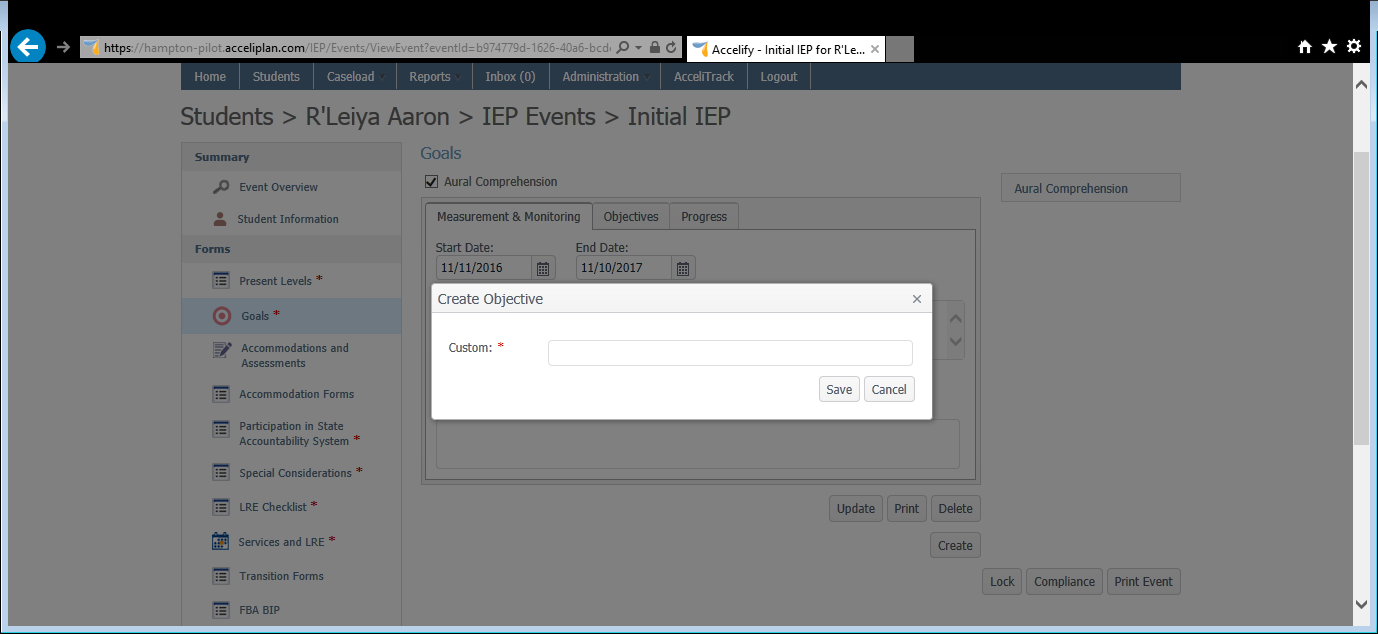 https://hampton-pilot.acceliplan.com/IEP/Events/ViewEvent?eventId=b974779d-1626-40a6-bcde
Accelify - Initial IEP for R'Le...
Home Students Caseload Reports Inbox (0) Administration AcceliTrack Logout
Students > R'Leiya Aaron > IEP Events > Initial IEP
Summary
Event Overview
Student Information
Forms
Present Levels *
Goals *
Accommodations and
Assessments
Accommodation Forms
Participation in State
Accountability System *
Special Considerations *
LRE Checklist *
Services and LRE *
Transition Forms
FBA BIP
Goals
Aural Comprehension
Measurement & Monitoring Objectives Progress
Start Date: End Date:
11/11/2016 11/10/2017
Create Objective
Custom: *
Save Cancel
Update Print Delete
Create
Lock Compliance Print Event
Aural Comprehension